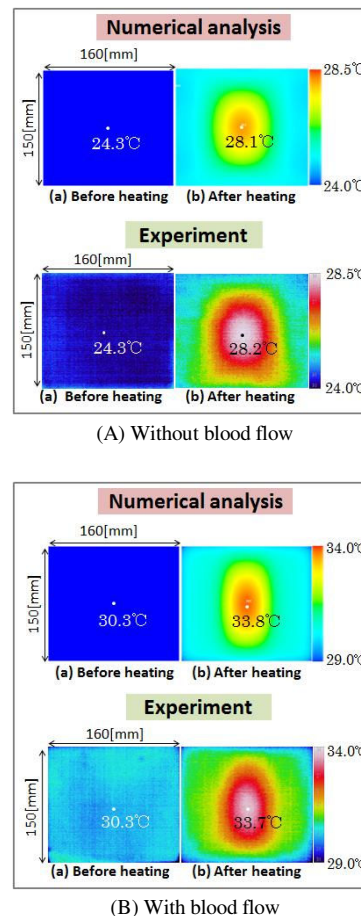 Numerical analysis
160[mm]
28.5℃
150[mm]
24.3℃
28.1℃
24.0℃
(a) Before heating
(b) After heating
Experiment
160[mm]
28.5℃
150[mm]
24.3℃
28.2℃
24.0℃
(a) Before heating
(b) After heating
(A) Without blood flow
Numerical analysis
160[mm]
34.0℃
150[mm]
30.3℃
33.8℃
29.0℃
(a) Before heating
(b) After heating
Experiment
160[mm]
34.0℃
150[mm]
30.3℃
33.7℃
29.0℃
(a) Before heating
(b) After heating
(B) With blood flow